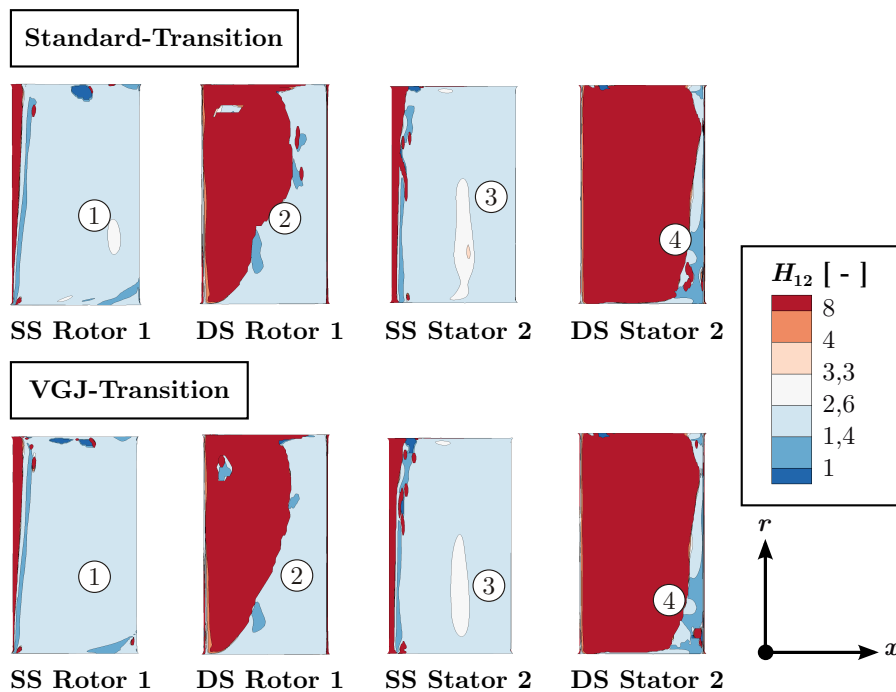 Standard-Transition
1
2
3
4
SS Rotor 1
DS Rotor 1
SS Stator 2
DS Stator 2
VGJ-Transition
1
2
3
4
SS Rotor 1
DS Rotor 1
SS Stator 2
DS Stator 2
H12 [ - ]
8
4
3,3
2,6
1,4
1
r
x